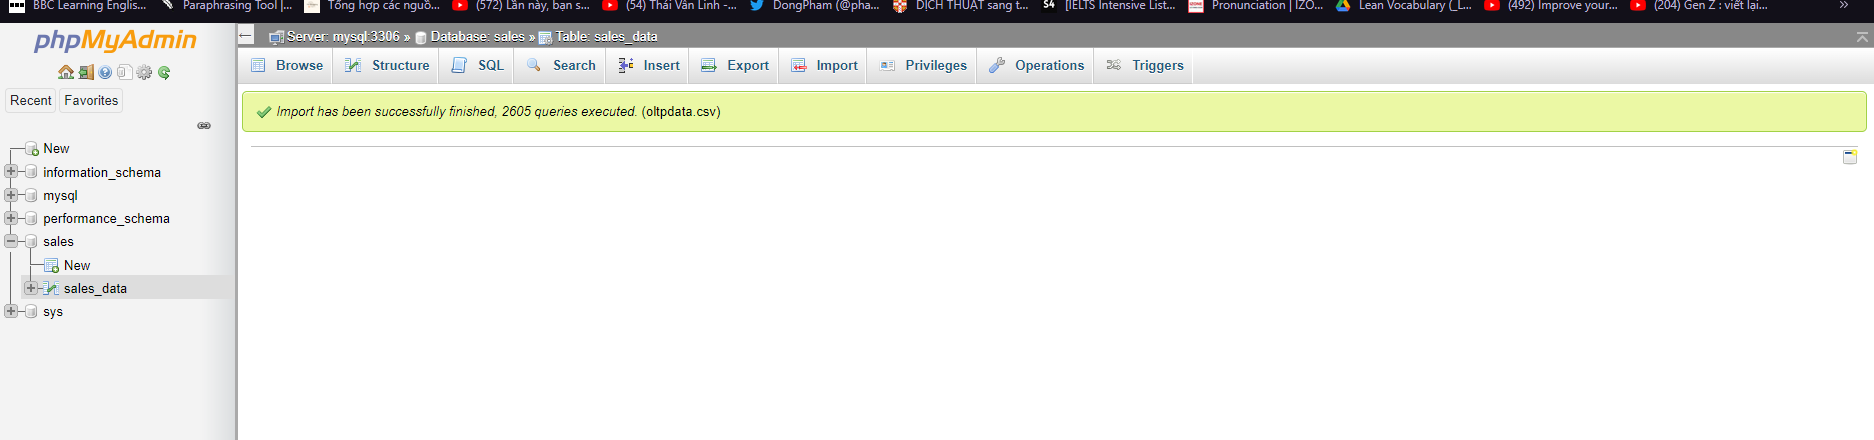 BBC Learning Englis...
Paraphrasing Tool |...
Tổng hợp các nguồ...
(572) Lần này, bạn s...
(54) Thái Vân Linh -...
DongPham (@pha...
DỊCH THUẬT sang t...
S4 [IELTS Intensive List...
Pronunciation | IZO...
Lean Vocabulary (_L...
(492) Improve your...
(204) Gen Z : viết lại...
»
phpMyAdmin
Recent Favorites
New
information_schema
mysql
performance_schema
sales
New
sales_data
sys
← Server: mysql:3306 » Database: sales » Table: sales_data
Browse Structure SQL Search Insert Export Import Privileges Operations Triggers
Import has been successfully finished, 2605 queries executed. (oltpdata.csv)